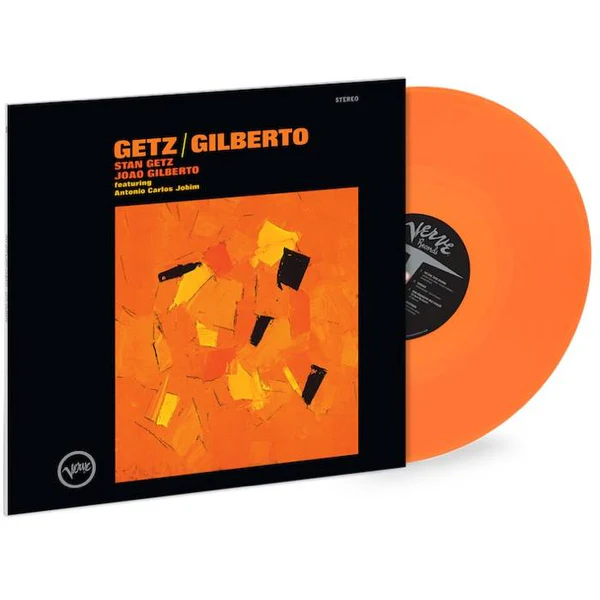 STEREO
GETZ/GILBERTO
STAN GETZ
JOAO GILBERTO
featuring
Antonio Carlos Jobim
Verve
Records
Verve